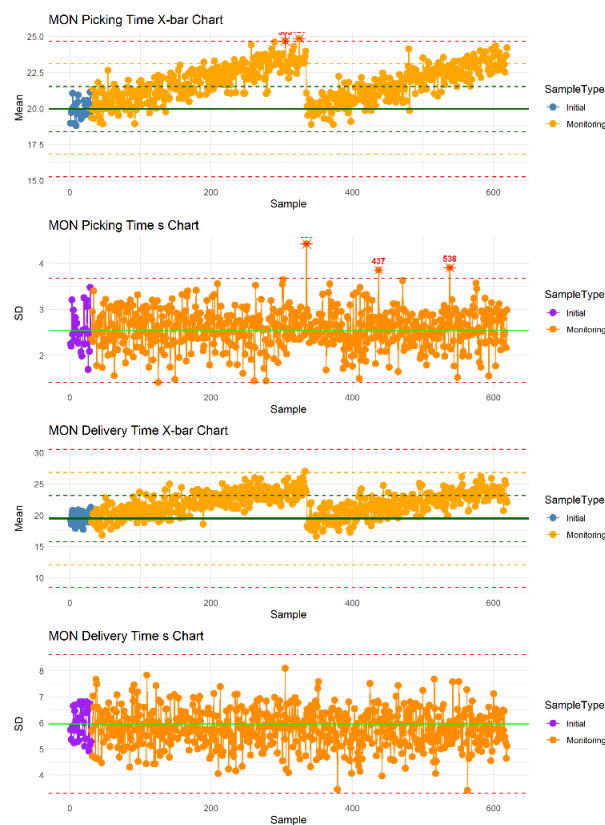 MON Picking Time X-bar Chart
25.0
22.5
20.0
17.5
15.0
Mean
0
200
400
600
Sample
SampleType
Initial
Monitoring
MON Picking Time s Chart
437
538
4
3
2
SD
0
200
400
600
Sample
SampleType
Initial
Monitoring
MON Delivery Time X-bar Chart
30
25
20
15
10
Mean
0
200
400
600
Sample
SampleType
Initial
Monitoring
MON Delivery Time s Chart
8
7
6
5
4
SD
0
200
400
600
Sample
SampleType
Initial
Monitoring